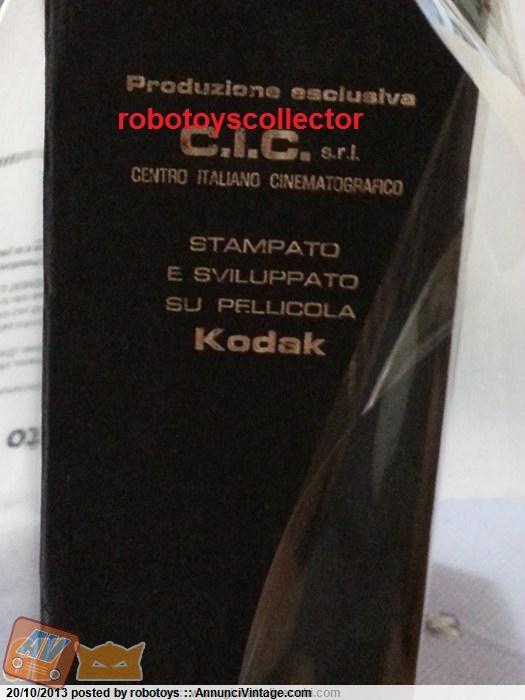 Produzione esclusiva
robotoyscollector
C.I.C. s.r.l.
CENTRO ITALIANO CINEMATOGRAFICO
STAMPATO
E SVILUPPATO
SU PELLICOLA
Kodak
AV
20/10/2013 posted by robotoys :: AnnunciVintage.com